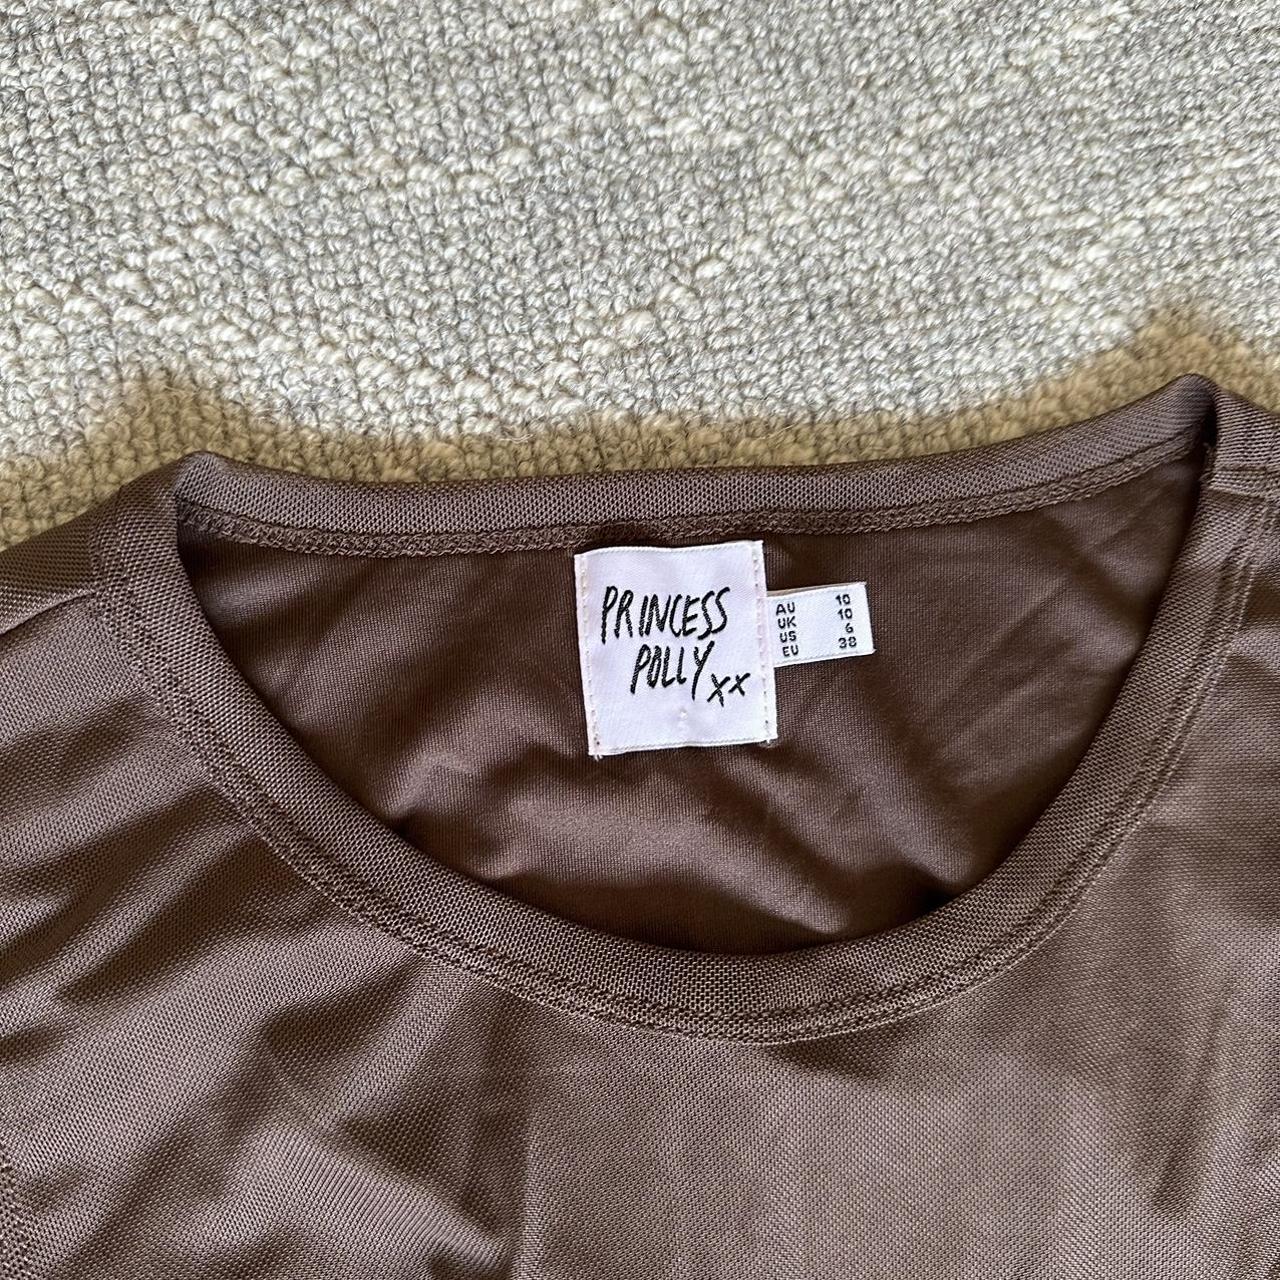 PRINCESS
POLLY xx
AU 10
UK 10
US 6
EU 38